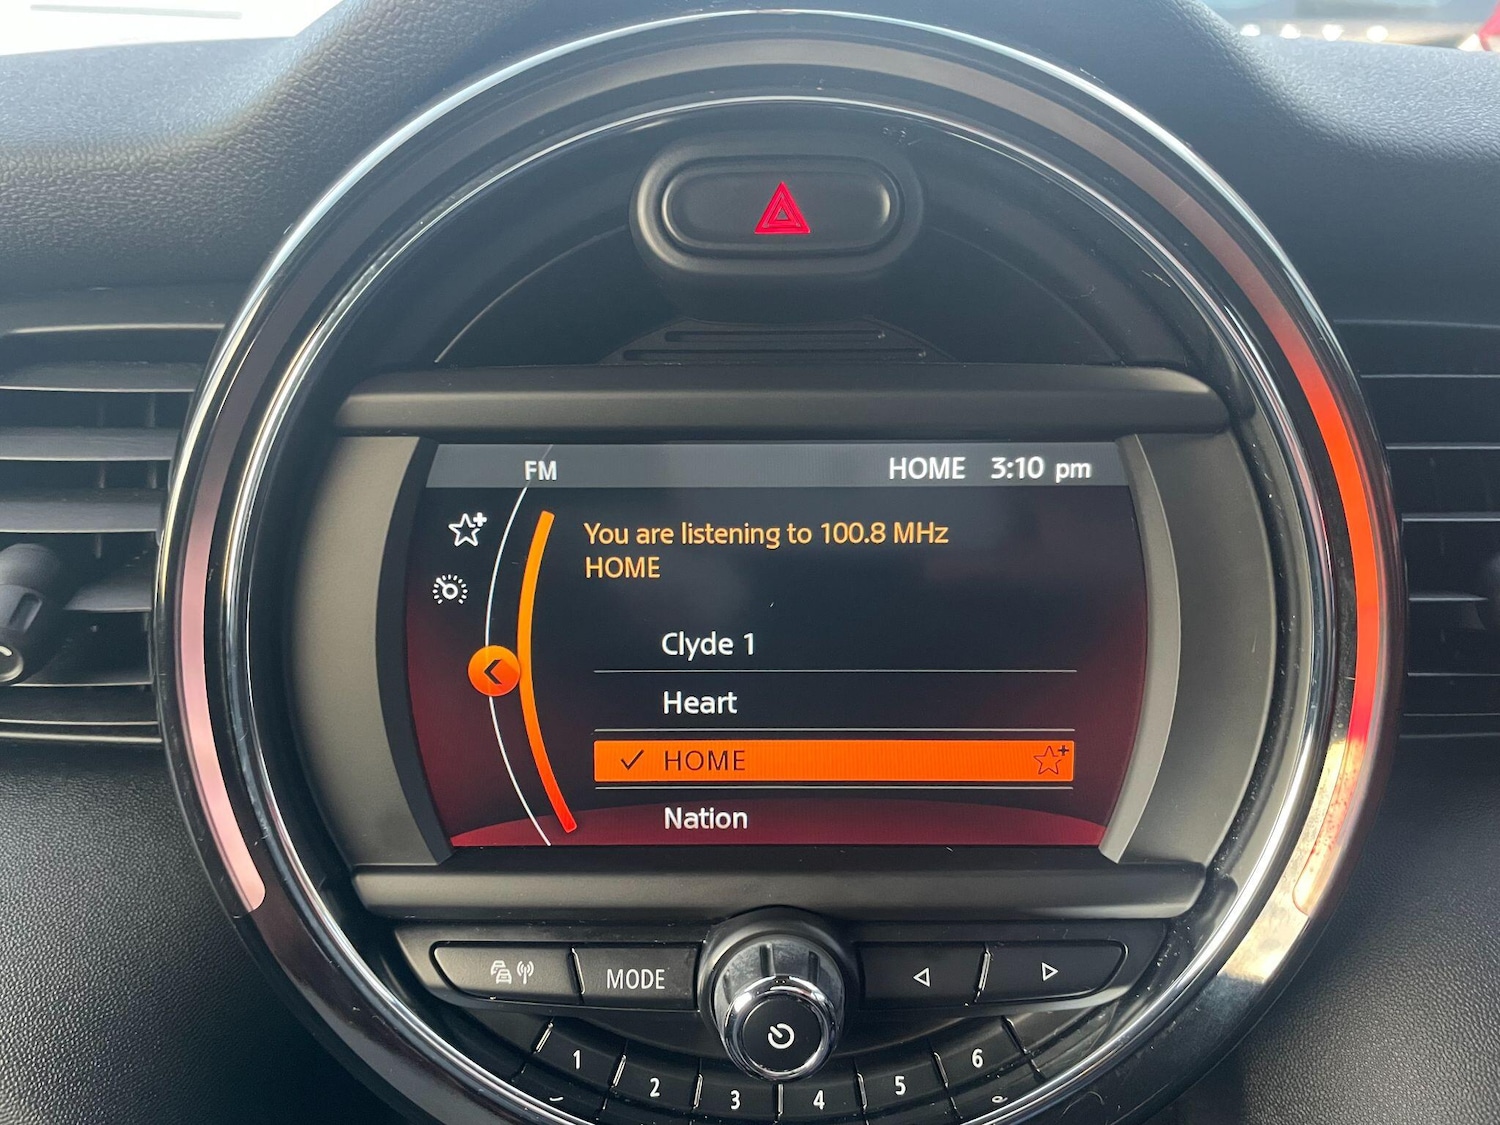 FM HOME 3:10 pm
You are listening to 100.8 MHz
HOME
Clyde 1
Heart
HOME
Nation
MODE
1 2 3 4 5 6